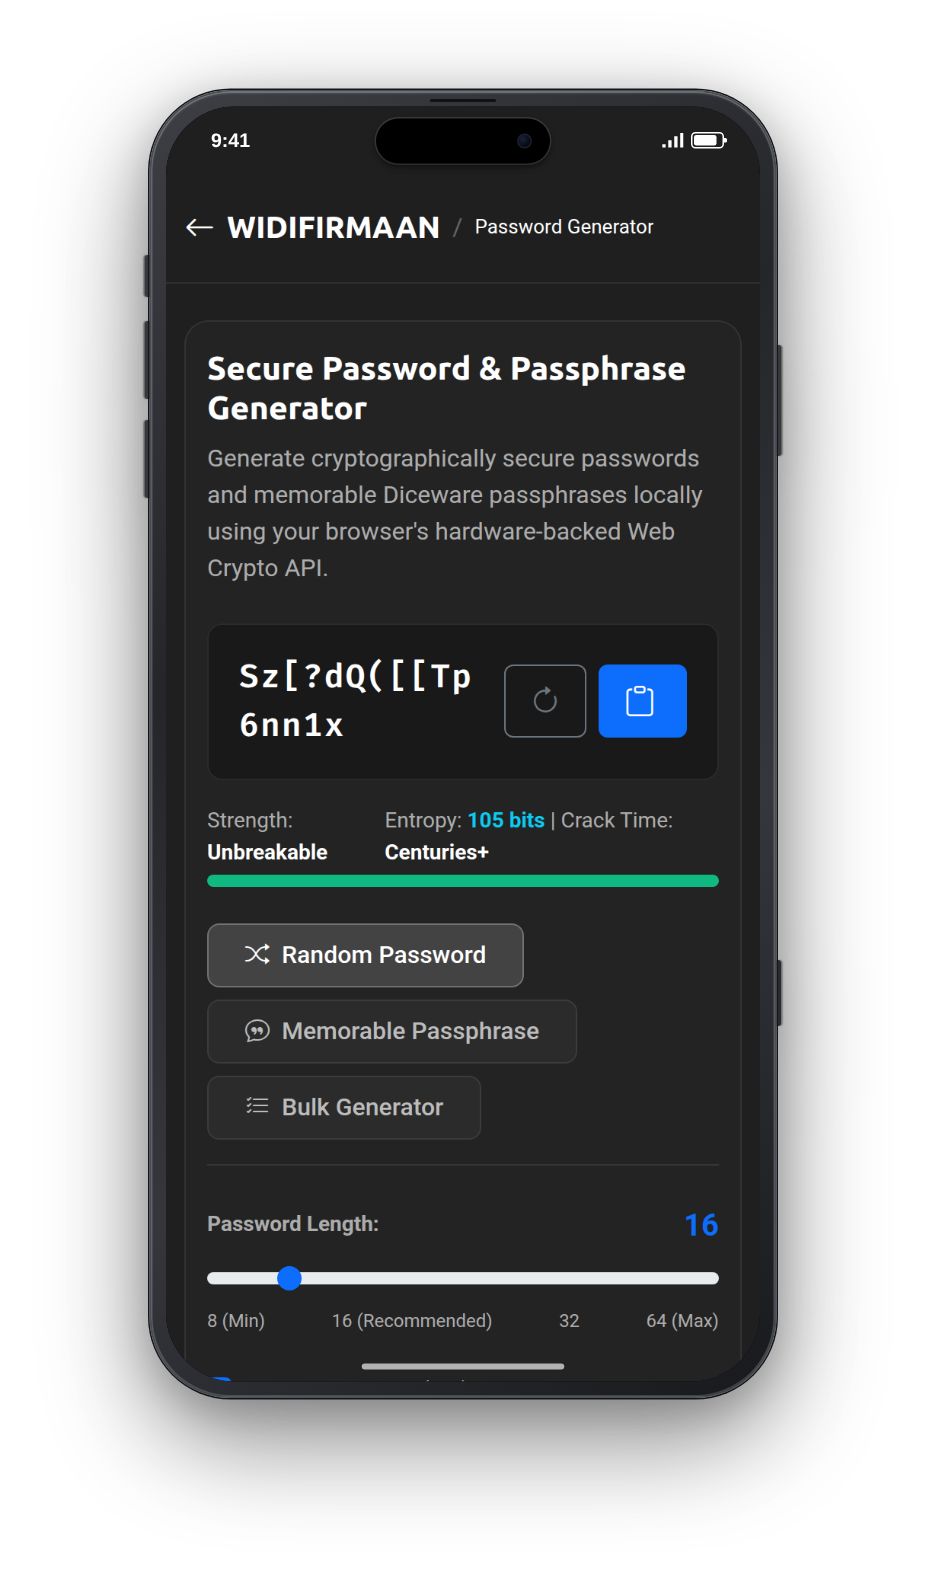 9:41
WIDIFIRMAAN / Password Generator
Secure Password & Passphrase
Generator
Generate cryptographically secure passwords
and memorable Diceware passphrases locally
using your browser's hardware-backed Web
Crypto API.
Sz[?dQ([[Tp
6nn1x
Strength:
Unbreakable
Entropy: 105 bits | Crack Time:
Centuries+
Random Password
Memorable Passphrase
Bulk Generator
Password Length: 16
8 (Min) 16 (Recommended) 32 64 (Max)